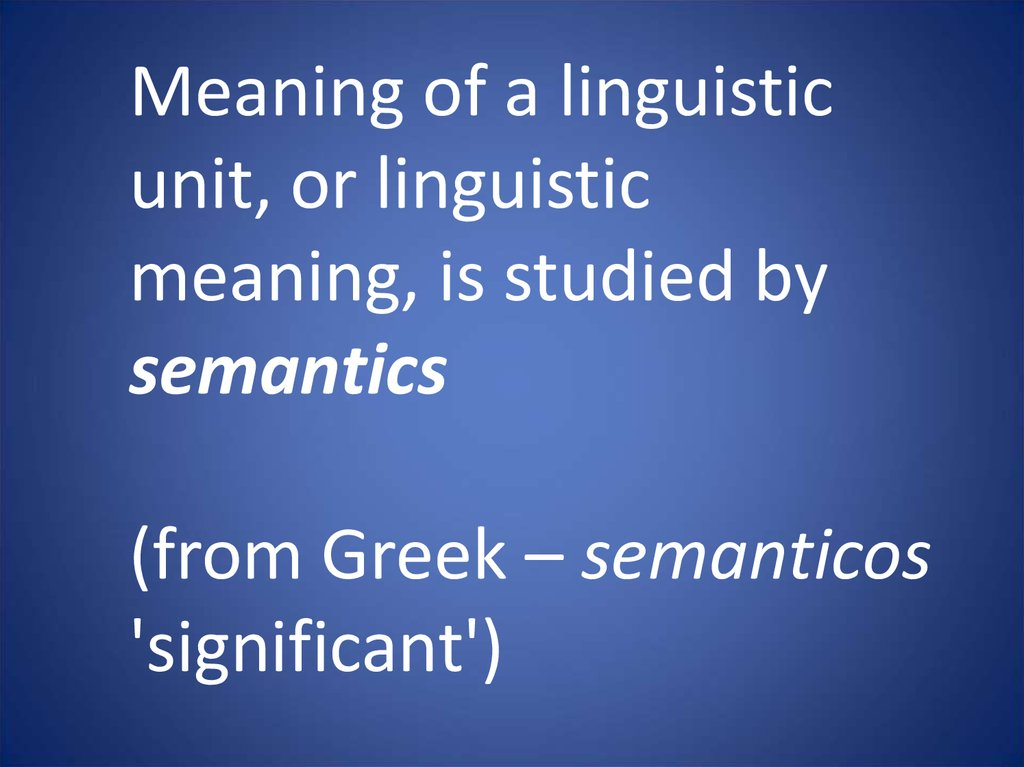 Meaning of a linguistic
unit, or linguistic
meaning, is studied by
semantics
(from Greek – semanticos
'significant')